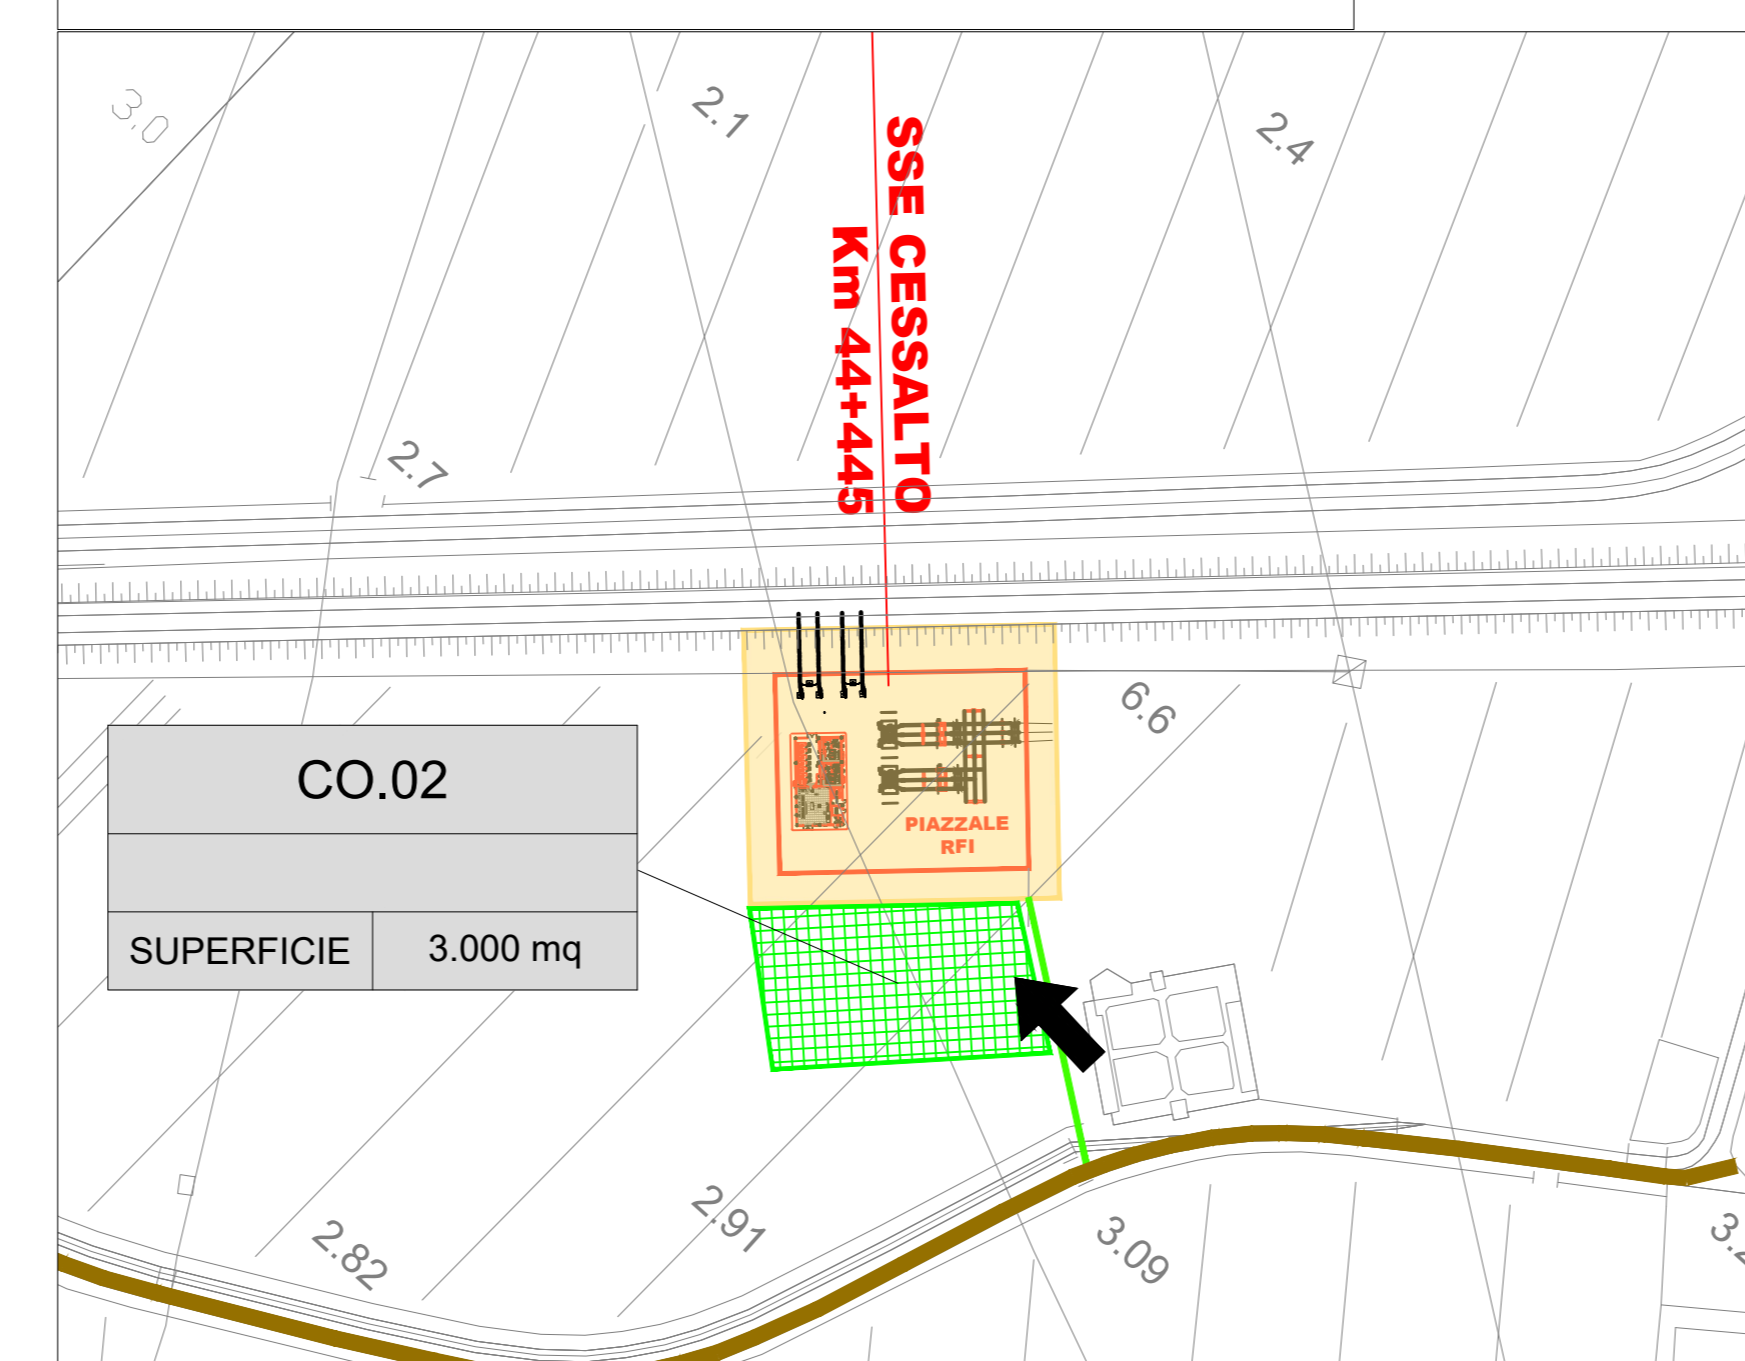 3.0
2.1
2.4
SSE CESSALTO
Km 44+445
2.7
6.6
CO.02
SUPERFICIE 3.000 mq
PIAZZALE
RFI
2.82
2.91
3.09